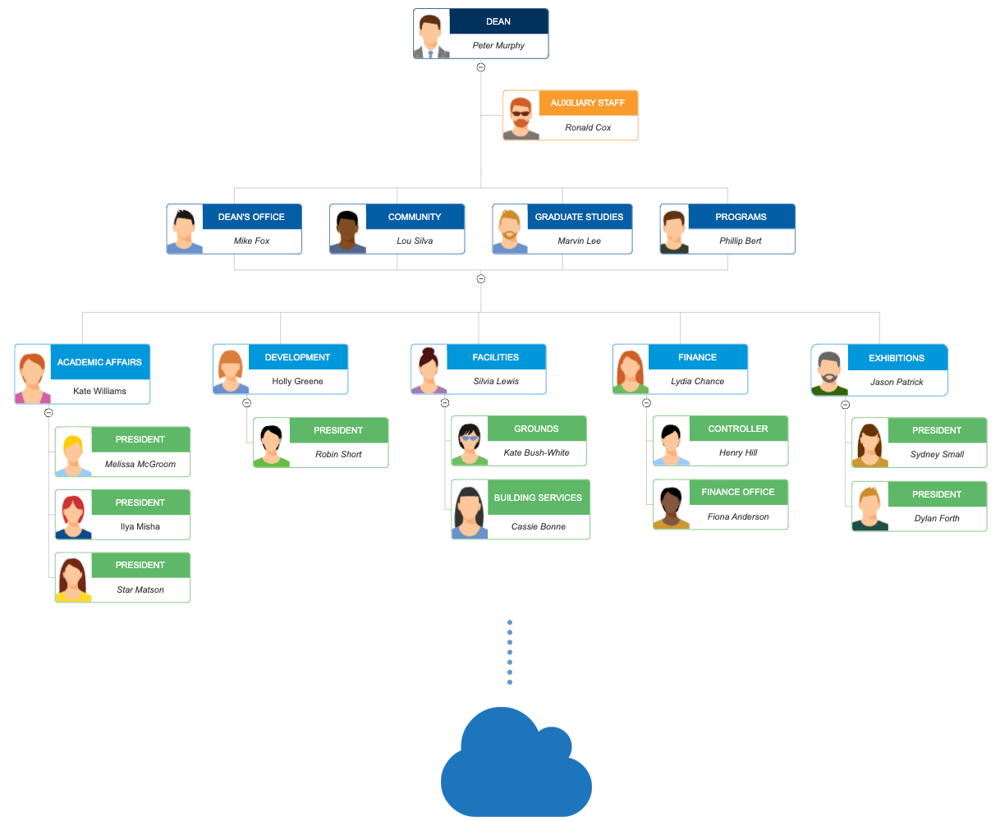 DEAN
Peter Murphy
AUXILIARY STAFF
Ronald Cox
DEAN'S OFFICE
Mike Fox
COMMUNITY
Lou Silva
GRADUATE STUDIES
Marvin Lee
PROGRAMS
Phillip Bert
ACADEMIC AFFAIRS
Kate Williams
DEVELOPMENT
Holly Greene
FACILITIES
Silvia Lewis
FINANCE
Lydia Chance
EXHIBITIONS
Jason Patrick
PRESIDENT
Melissa McGroom
PRESIDENT
Ilya Misha
PRESIDENT
Star Matson
PRESIDENT
Robin Short
GROUNDS
Kate Bush-White
BUILDING SERVICES
Cassie Bonne
CONTROLLER
Henry Hill
FINANCE OFFICE
Fiona Anderson
PRESIDENT
Sydney Small
PRESIDENT
Dylan Forth